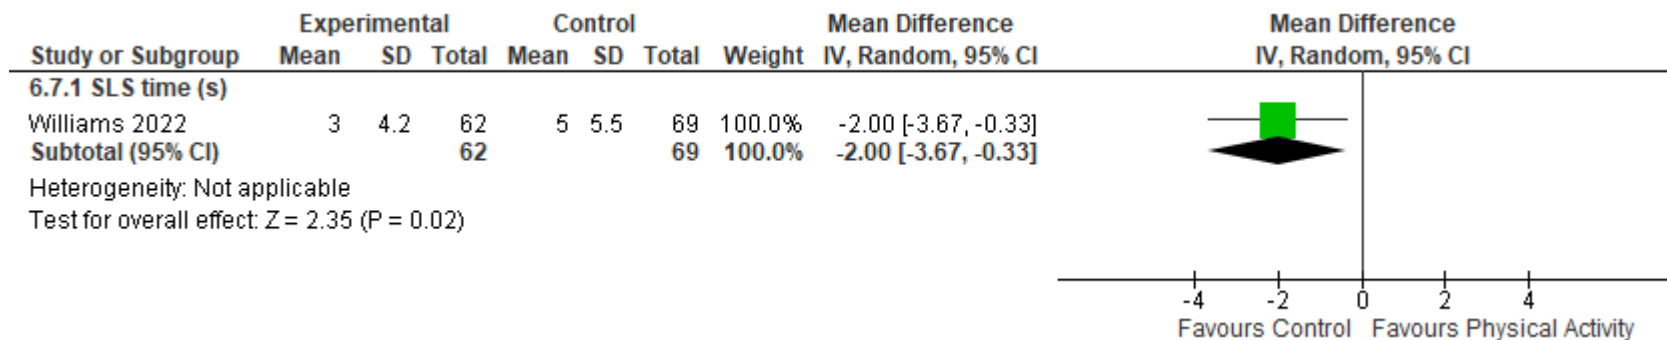 Experimental Control Mean Difference Mean Difference
Study or Subgroup Mean SD Total Mean SD Total Weight IV, Random, 95% CI IV, Random, 95% CI
6.7.1 SLS time (s)
Williams 2022 3 4.2 62 5 5.5 69 100.0% -2.00 [-3.67, -0.33]
Subtotal (95% CI) 62 69 100.0% -2.00 [-3.67, -0.33]
Heterogeneity: Not applicable
Test for overall effect: Z = 2.35 (P = 0.02)
-4 -2 0 2 4
Favours Control Favours Physical Activity